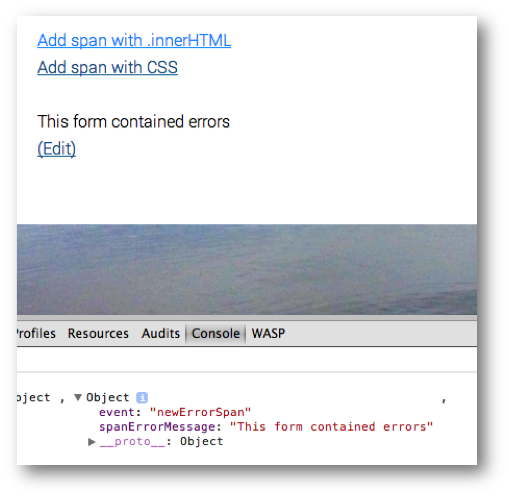 Add span with .innerHTML
Add span with CSS
This form contained errors
(Edit)
Profiles Resources Audits Console WASP
bject , ▼Object i ,
event: "newErrorSpan"
spanErrorMessage: "This form contained errors"
▶__proto__: Object